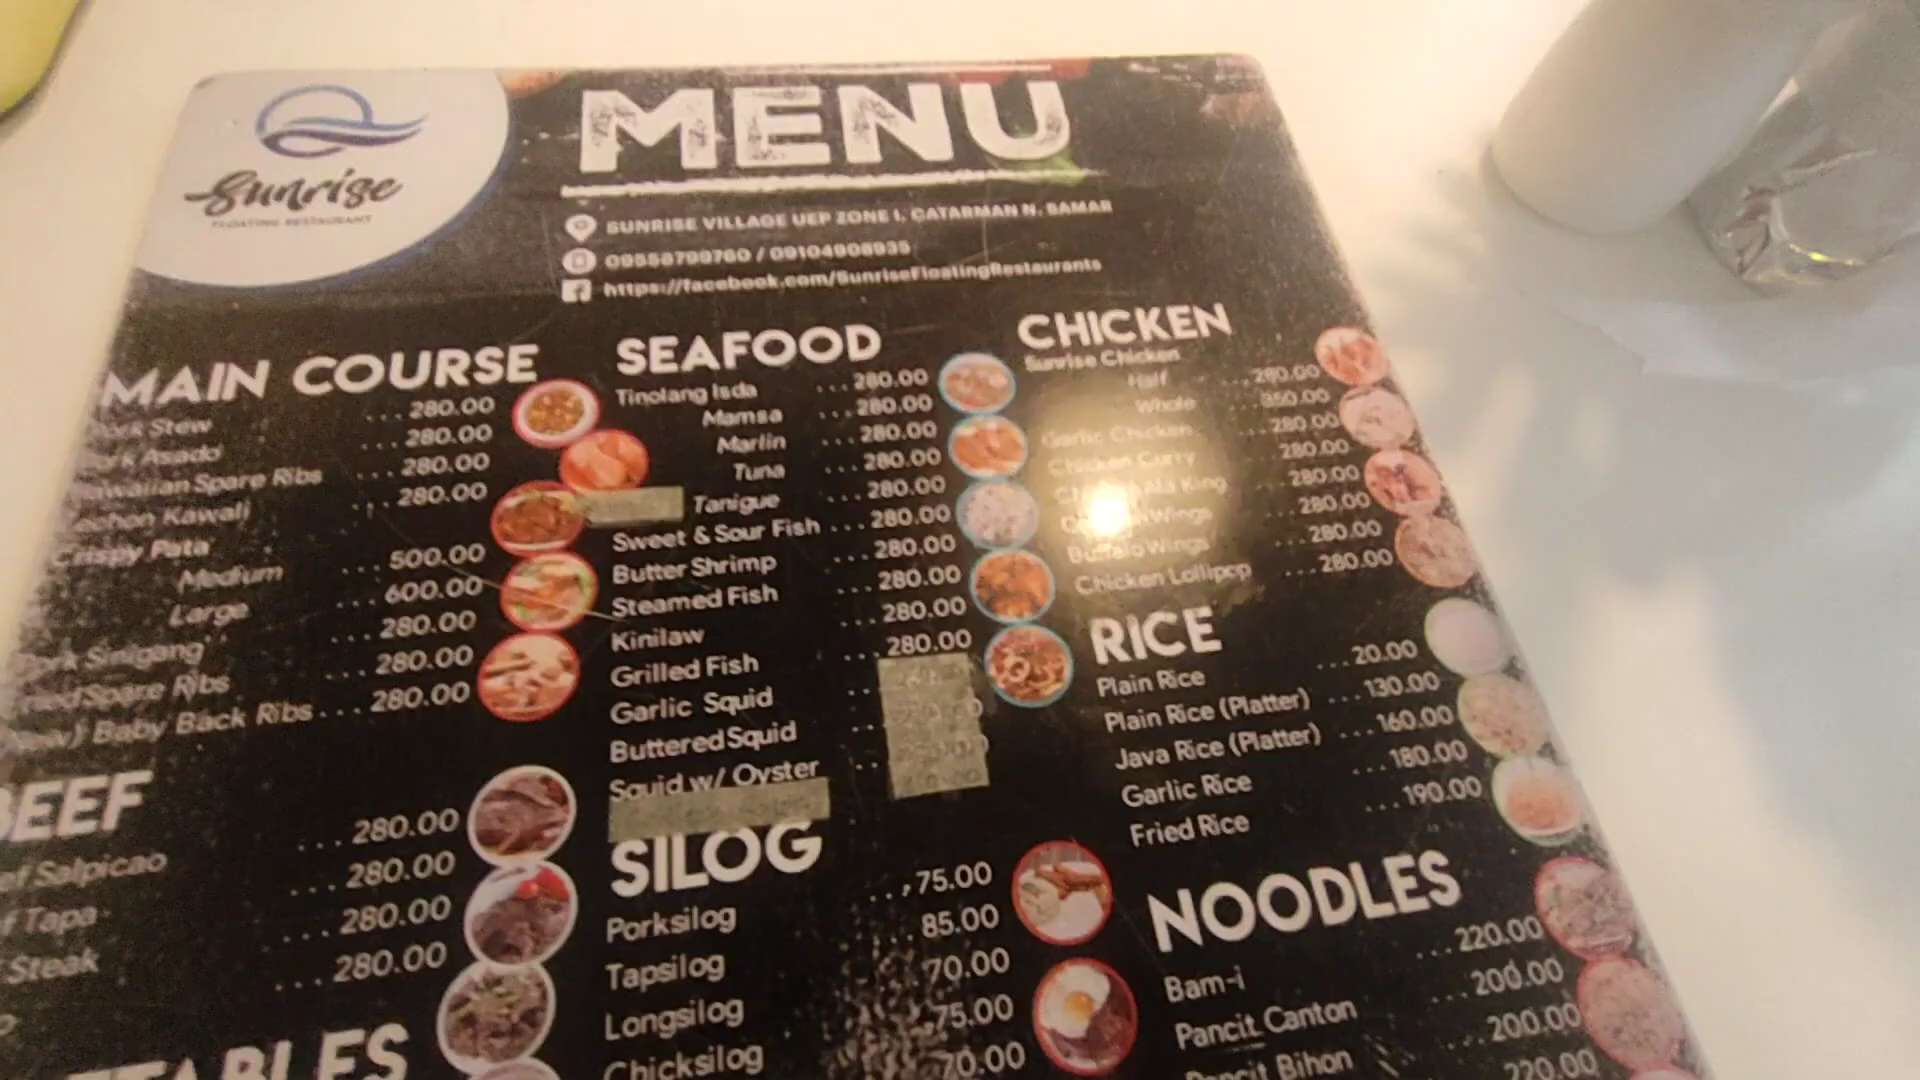 Sunrise
FLOATING RESTAURANT
MENU
SUNRISE VILLAGE UEP ZONE I, CATARMAN N. SAMAR
09558799760 / 09104908935
https://facebook.com/SunriseFloatingRestaurants
MAIN COURSE
Stew ...280.00
Asado ...280.00
Spare Ribs ...280.00
Kawali ...280.00
Crispy Pata
Medium ...500.00
Large ...600.00
Sinigang ...280.00
Spare Ribs ...280.00
Baby Back Ribs ...280.00
BEEF
Salpicao ...280.00
Tapa ...280.00
Steak ...280.00
...280.00
SEAFOOD
Tinolang Isda ...280.00
Mamsa ...280.00
Marlin ...280.00
Tuna ...280.00
Tanigue ...280.00
Sweet & Sour Fish ...280.00
Butter Shrimp ...280.00
Steamed Fish ...280.00
Kinilaw ...280.00
Grilled Fish ...280.00
Garlic Squid
Buttered Squid
Squid w/ Oyster
SILOG
Porksilog ...75.00
Tapsilog 85.00
Longsilog 70.00
Chicksilog 75.00
70.00
CHICKEN
Sunrise Chicken
Half ...280.00
Whole ...350.00
Garlic Chicken ...280.00
Chicken Curry 280.00
Ala King 280.00
Wings 280.00
Buffalo Wings ...280.00
Chicken Lollipop ...280.00
RICE
Plain Rice ...20.00
Plain Rice (Platter) ...130.00
Java Rice (Platter) ...160.00
Garlic Rice ...180.00
Fried Rice ...190.00
NOODLES
Bam-i ...220.00
Pancit Canton ...200.00
Pancit Bihon ...200.00
220.00